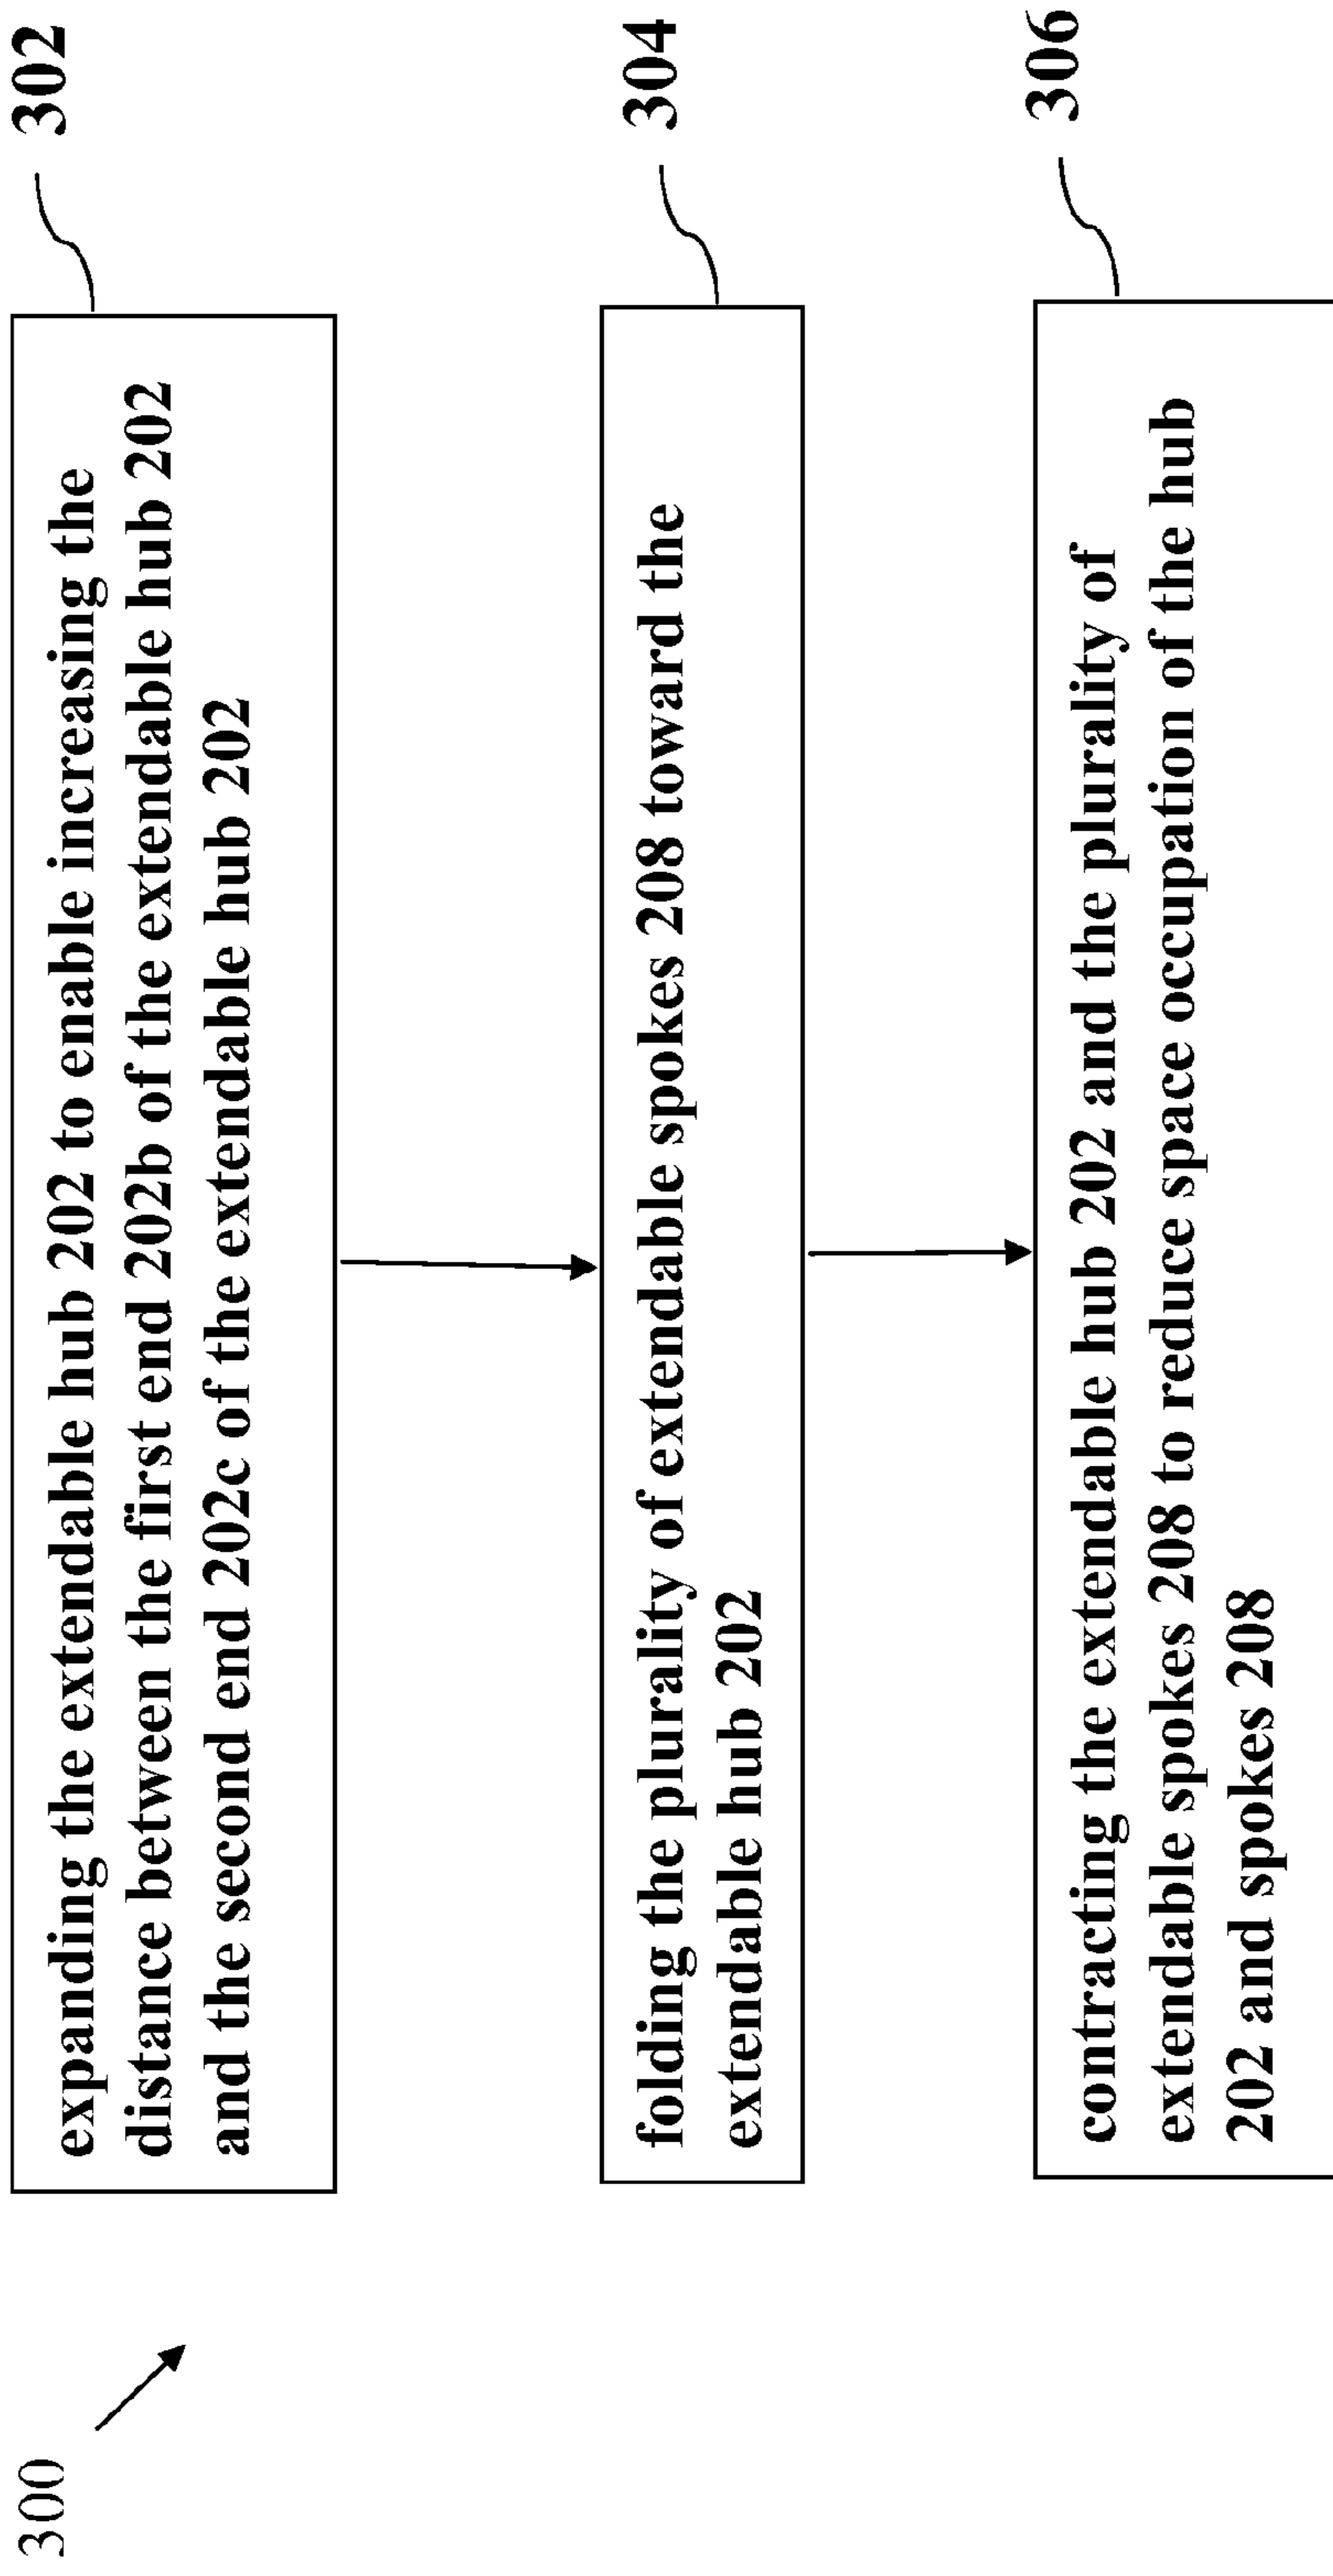 300
302
expanding the extendable hub 202 to enable increasing the
distance between the first end 202b of the extendable hub 202
and the second end 202c of the extendable hub 202
304
folding the plurality of extendable spokes 208 toward the
extendable hub 202
306
contracting the extendable hub 202 and the plurality of
extendable spokes 208 to reduce space occupation of the hub
202 and spokes 208